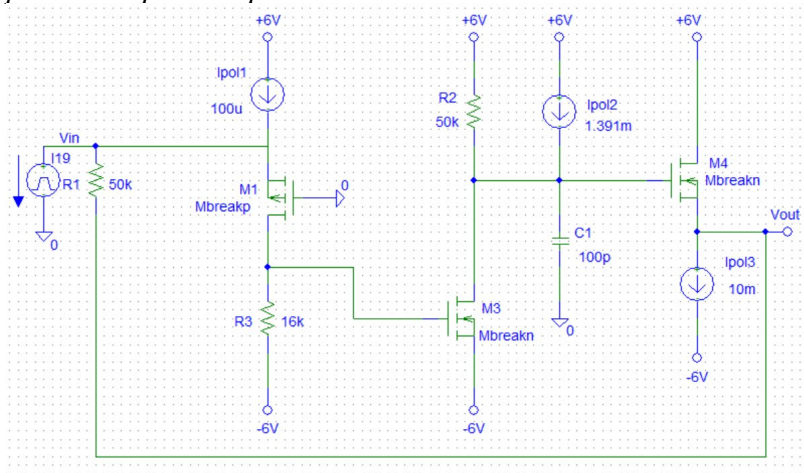 +6V +6V +6V +6V
Ipol1
100u
R2
50k
Ipol2
1.391m
Vin
I19
R1
50k
0
M1
Mbreakp
0
M4
Mbreakn
Vout
C1
100p
0
Ipol3
10m
R3 16k
M3
Mbreakn
-6V
-6V -6V